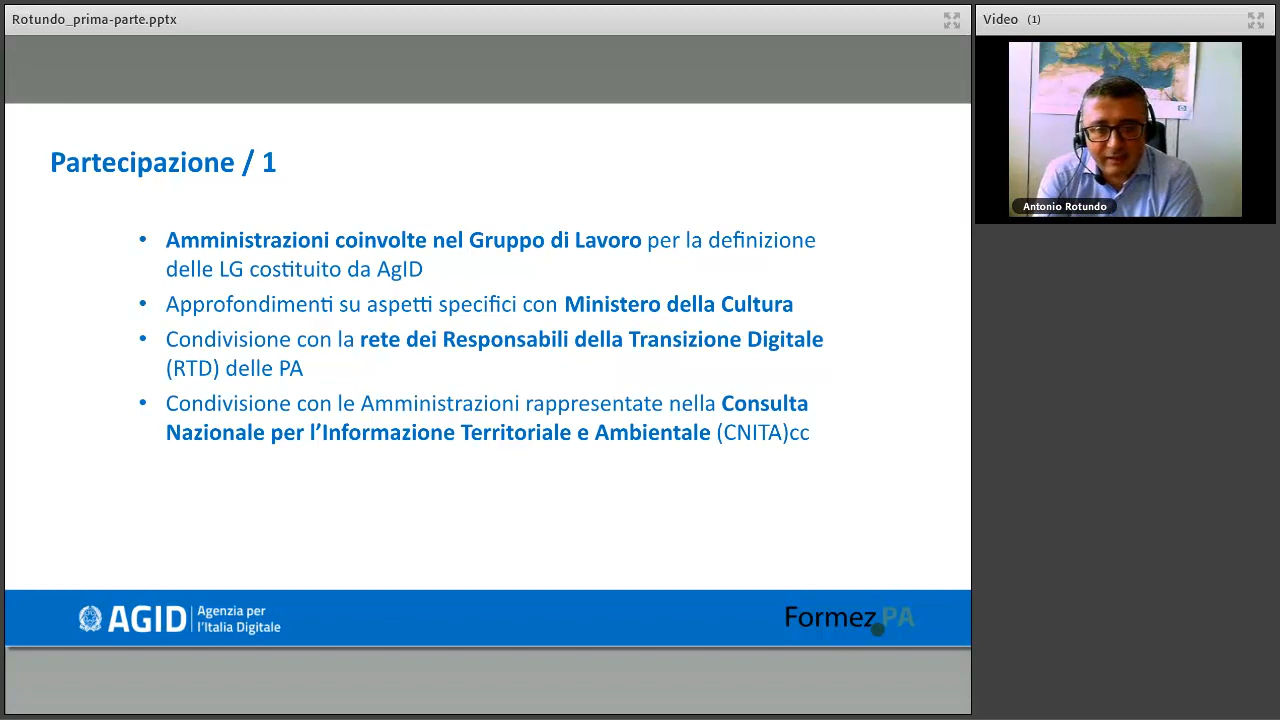 Rotundo_prima-parte.pptx
Video (1)
Antonio Rotundo
Partecipazione / 1
• Amministrazioni coinvolte nel Gruppo di Lavoro per la definizione
delle LG costituito da AgID
• Approfondimenti su aspetti specifici con Ministero della Cultura
• Condivisione con la rete dei Responsabili della Transizione Digitale
(RTD) delle PA
• Condivisione con le Amministrazioni rappresentate nella Consulta
Nazionale per l’Informazione Territoriale e Ambientale (CNITA)cc
AGID
Agenzia per
l’Italia Digitale
Formez PA